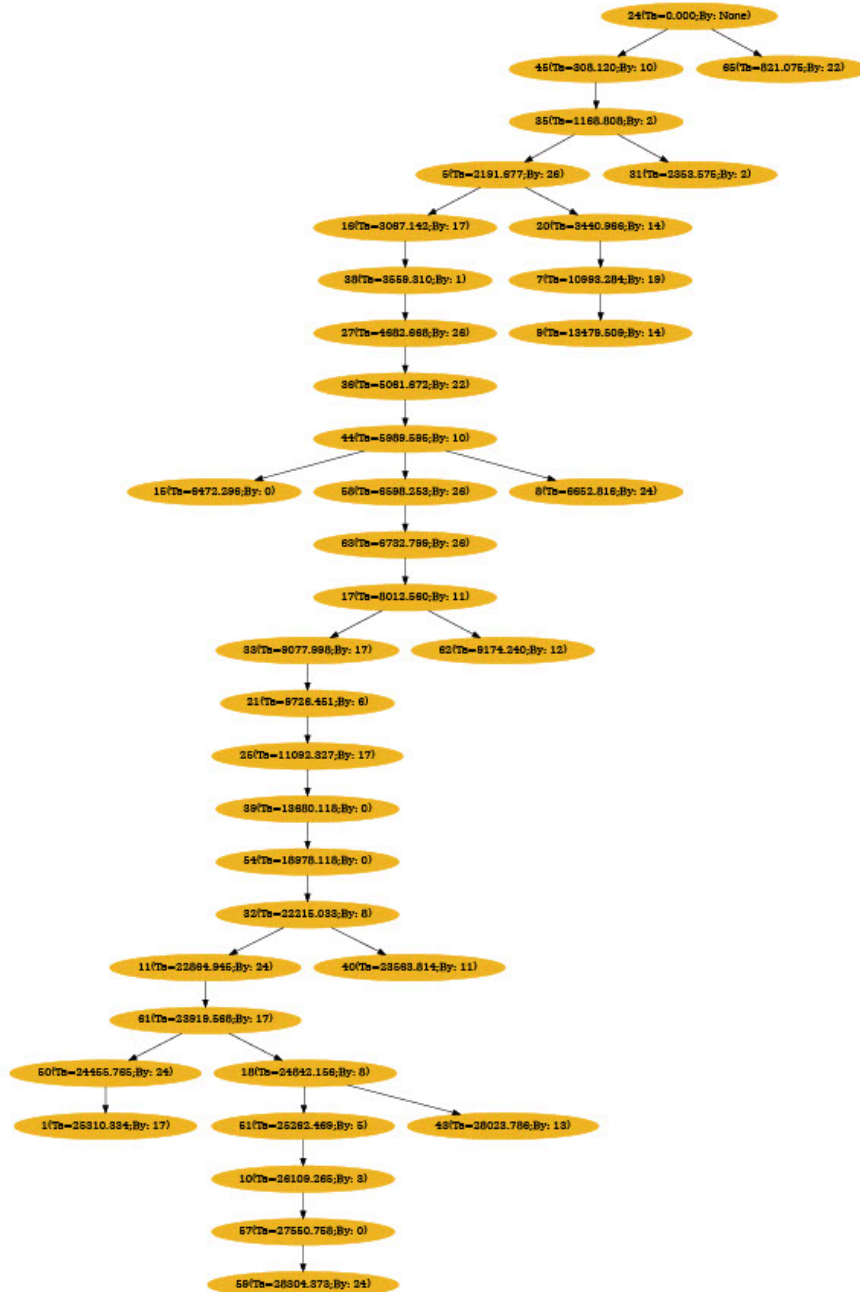 24(Ts=0.000;By: None)
45(Ts=308.120;By: 10)
65(Ts=821.075;By: 22)
35(Ts=1168.808;By: 2)
5(Ts=2191.677;By: 26)
31(Ts=2353.575;By: 2)
16(Ts=3067.142;By: 17)
20(Ts=3440.966;By: 14)
38(Ts=3559.310;By: 1)
7(Ts=10993.284;By: 19)
27(Ts=4682.668;By: 26)
9(Ts=13479.509;By: 14)
36(Ts=5061.672;By: 22)
44(Ts=5989.595;By: 10)
15(Ts=6472.296;By: 0)
58(Ts=6598.253;By: 26)
8(Ts=6652.816;By: 24)
63(Ts=6732.799;By: 26)
17(Ts=8012.560;By: 11)
33(Ts=9077.998;By: 17)
62(Ts=9174.240;By: 12)
21(Ts=9726.451;By: 6)
25(Ts=11092.327;By: 17)
39(Ts=13680.118;By: 0)
54(Ts=18978.118;By: 0)
32(Ts=22215.033;By: 8)
11(Ts=22864.945;By: 24)
40(Ts=23563.814;By: 11)
61(Ts=23919.568;By: 17)
50(Ts=24455.765;By: 24)
18(Ts=24842.156;By: 8)
1(Ts=25310.334;By: 17)
51(Ts=25262.469;By: 5)
43(Ts=28023.786;By: 13)
10(Ts=26109.265;By: 3)
57(Ts=27550.758;By: 0)
59(Ts=28304.373;By: 24)